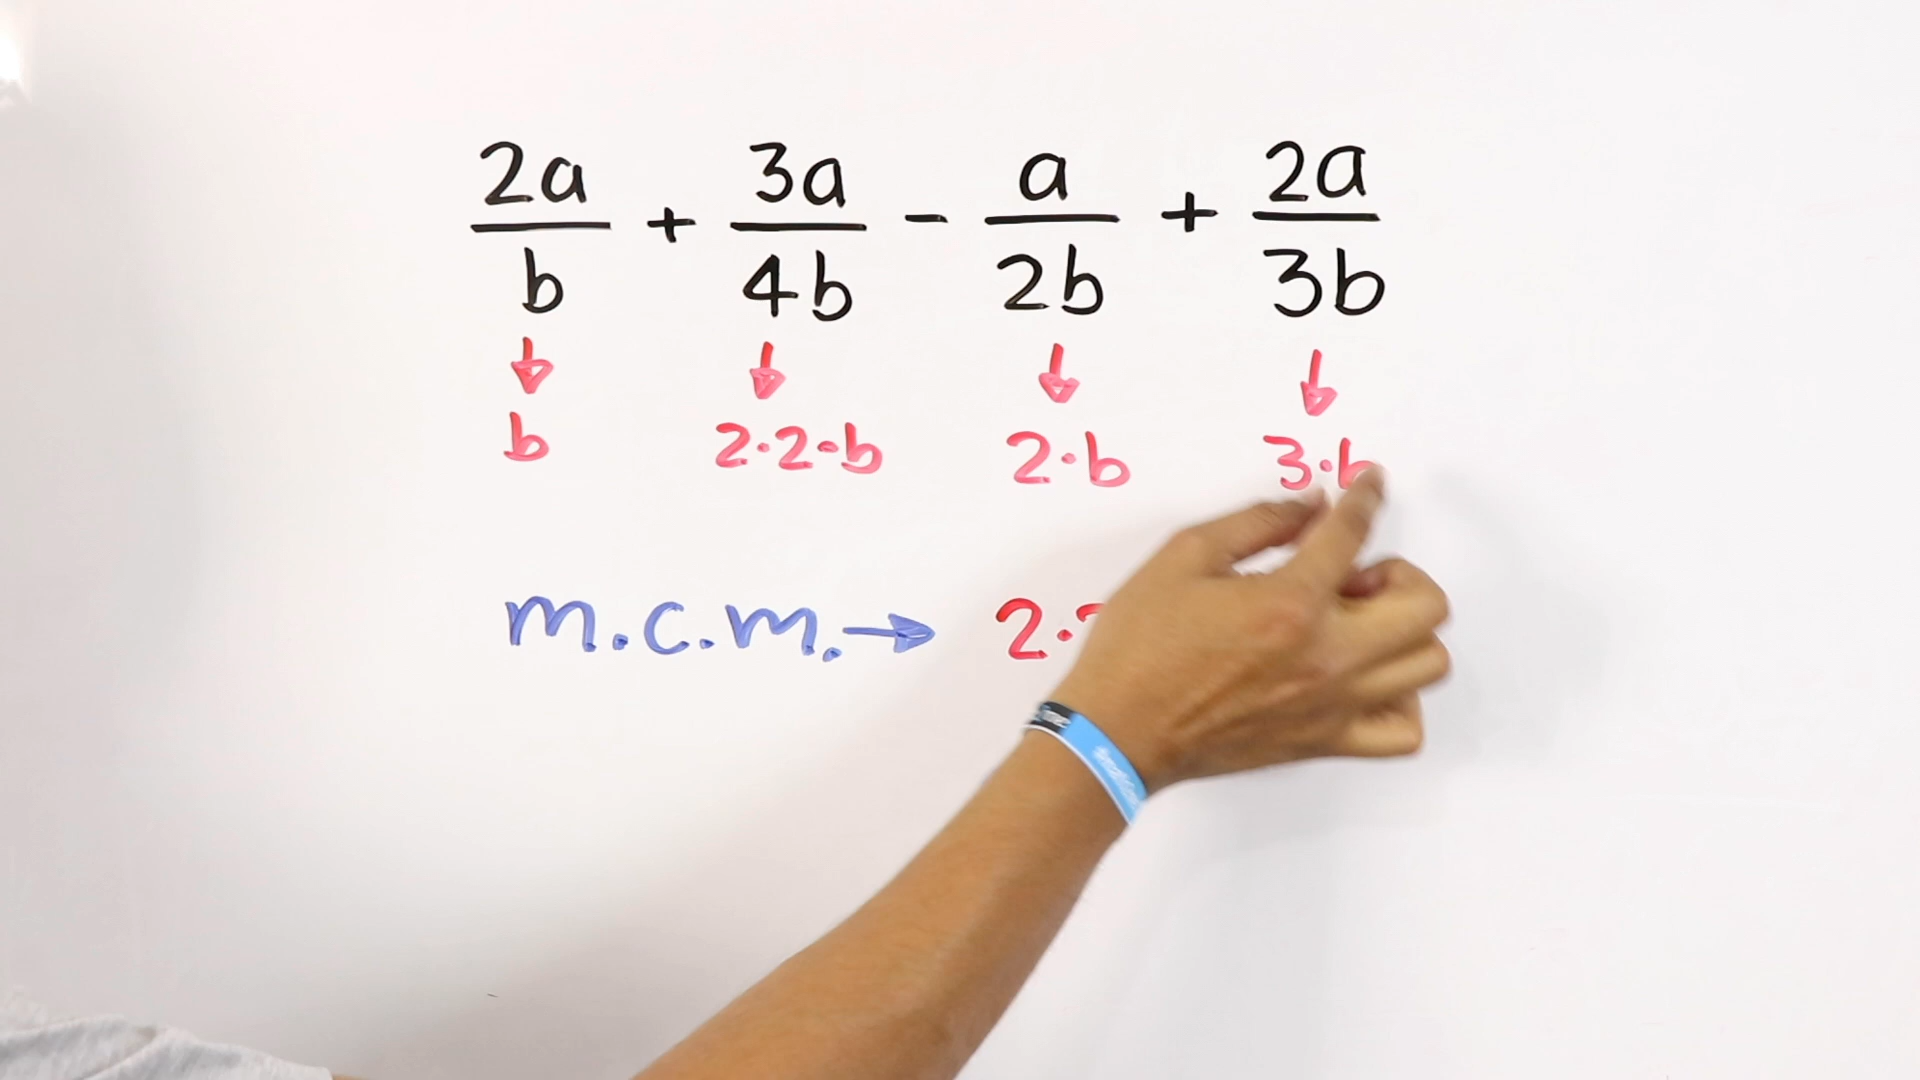 2a/b + 3a/4b - a/2b + 2a/3b
b 2·2·b 2·b 3·b
m.c.m. → 2·